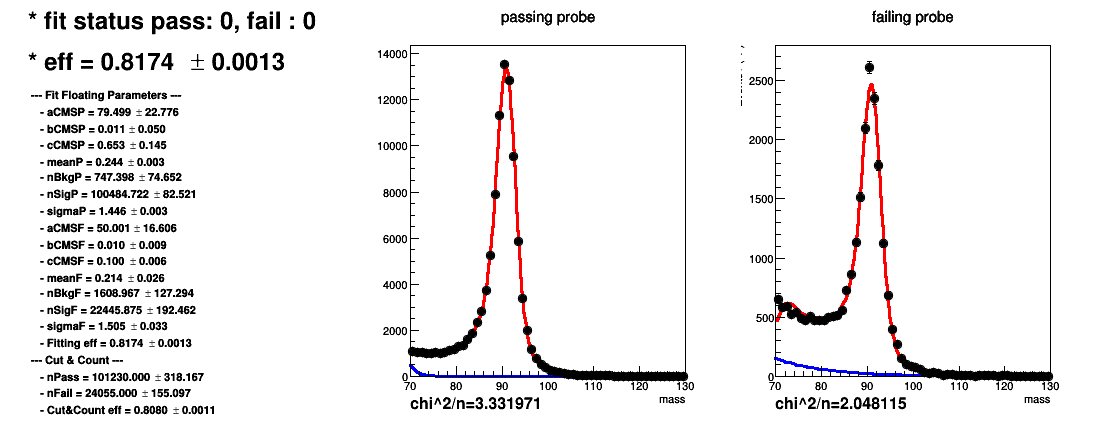 * fit status pass: 0, fail : 0
* eff = 0.8174 ± 0.0013
--- Fit Floating Parameters ---
- aCMSP = 79.499 ± 22.776
- bCMSP = 0.011 ± 0.050
- cCMSP = 0.653 ± 0.145
- meanP = 0.244 ± 0.003
- nBkgP = 747.398 ± 74.652
- nSigP = 100484.722 ± 82.521
- sigmaP = 1.446 ± 0.003
- aCMSF = 50.001 ± 16.606
- bCMSF = 0.010 ± 0.009
- cCMSF = 0.100 ± 0.006
- meanF = 0.214 ± 0.026
- nBkgF = 1608.967 ± 127.294
- nSigF = 22445.875 ± 192.462
- sigmaF = 1.505 ± 0.033
- Fitting eff = 0.8174 ± 0.0013
--- Cut & Count ---
- nPass = 101230.000 ± 318.167
- nFail = 24055.000 ± 155.097
- Cut&Count eff = 0.8080 ± 0.0011
passing probe
14000
12000
10000
8000
6000
4000
2000
0
70 80 90 100 110 120 130
mass
chi^2/n=3.331971
failing probe
2500
2000
1500
1000
500
0
70 80 90 100 110 120 130
mass
chi^2/n=2.048115